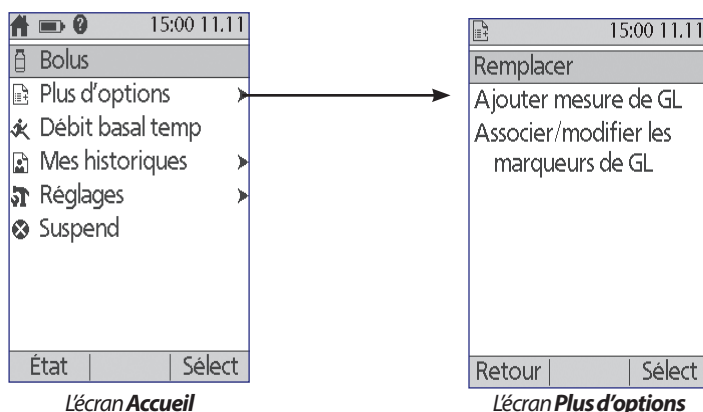 15:00 11.11
Bolus
Plus d'options
Débit basal temp
Mes historiques
Réglages
Suspend
État Sélect
L'écran Accueil
15:00 11.11
Remplacer
Ajouter mesure de GL
Associer/modifier les
marqueurs de GL
Retour Sélect
L'écran Plus d'options